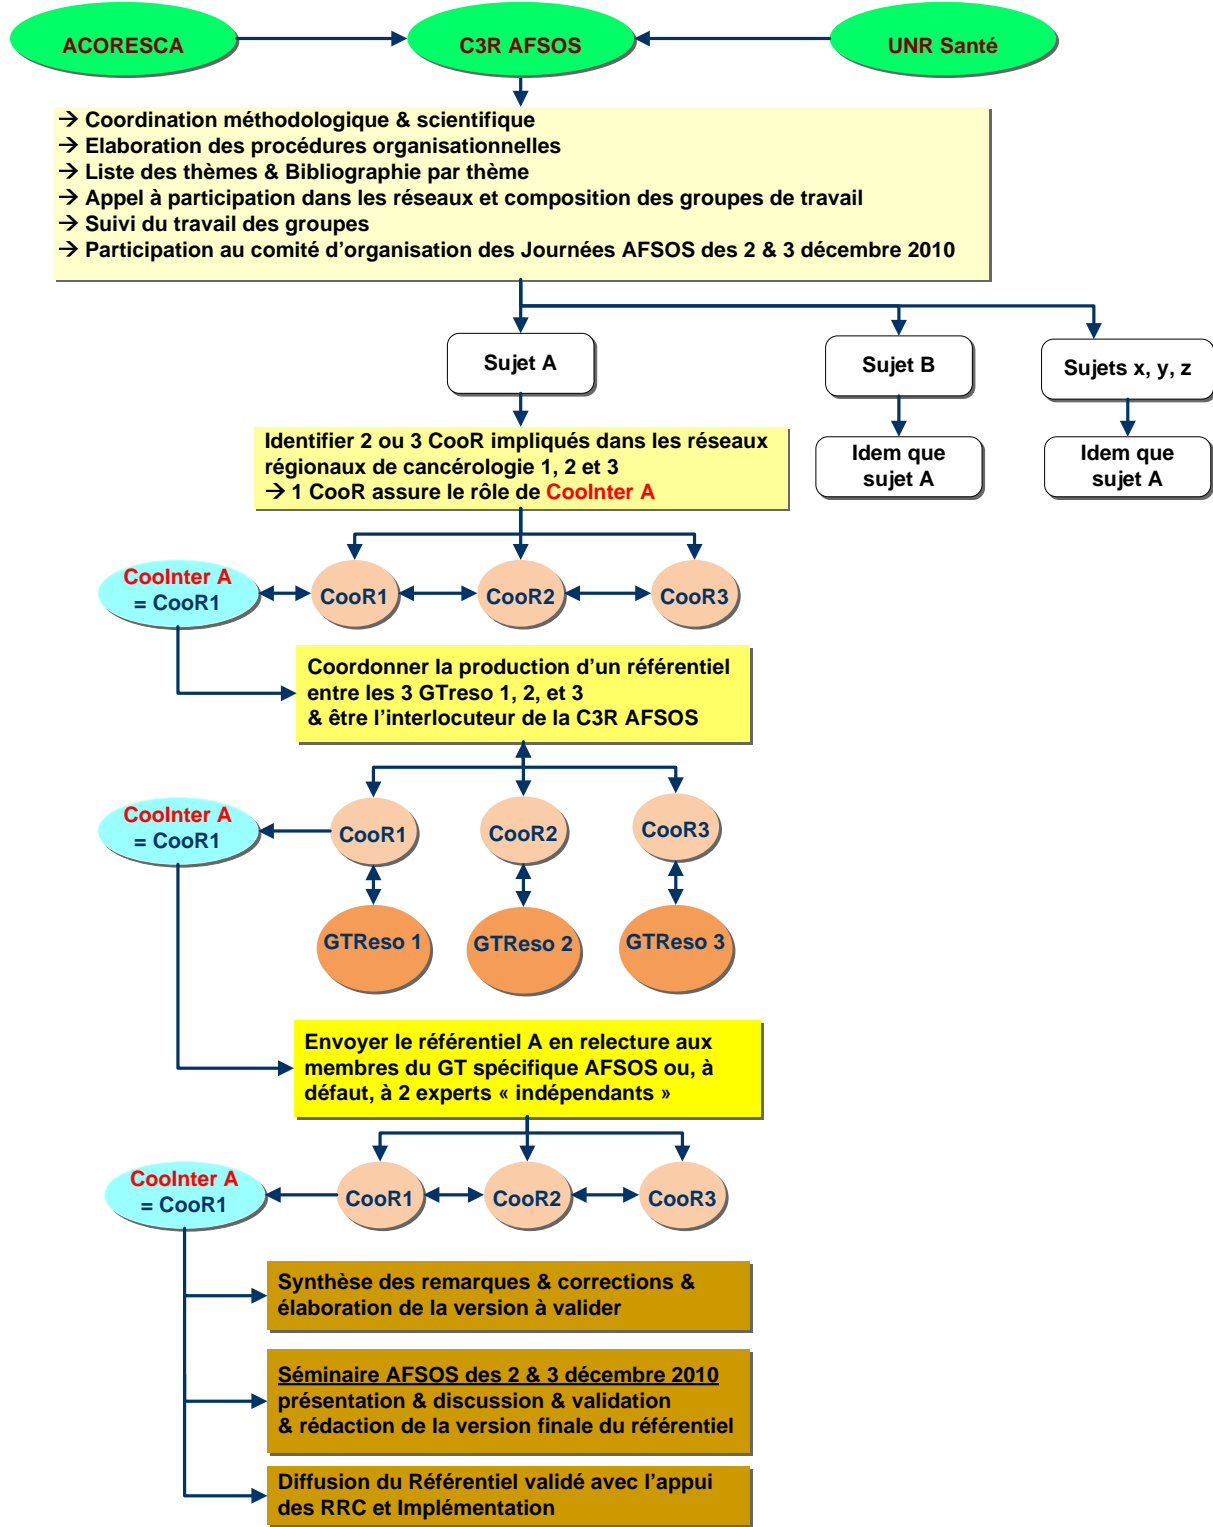 ACORESCA
C3R AFSOS
UNR Santé
→ Coordination méthodologique & scientifique
→ Elaboration des procédures organisationnelles
→ Liste des thèmes & Bibliographie par thème
→ Appel à participation dans les réseaux et composition des groupes de travail
→ Suivi du travail des groupes
→ Participation au comité d’organisation des Journées AFSOS des 2 & 3 décembre 2010
Sujet A
Sujet B
Sujets x, y, z
Identifier 2 ou 3 CooR impliqués dans les réseaux
régionaux de cancérologie 1, 2 et 3
→ 1 CooR assure le rôle de CooInter A
Idem que
sujet A
Idem que
sujet A
CooInter A
= CooR1
CooR1
CooR2
CooR3
Coordonner la production d’un référentiel
entre les 3 GTreso 1, 2, et 3
& être l’interlocuteur de la C3R AFSOS
CooInter A
= CooR1
CooR1
CooR2
CooR3
GTReso 1
GTReso 2
GTReso 3
Envoyer le référentiel A en relecture aux
membres du GT spécifique AFSOS ou, à
défaut, à 2 experts « indépendants »
CooInter A
= CooR1
CooR1
CooR2
CooR3
Synthèse des remarques & corrections &
élaboration de la version à valider
Séminaire AFSOS des 2 & 3 décembre 2010
présentation & discussion & validation
& rédaction de la version finale du référentiel
Diffusion du Référentiel validé avec l’appui
des RRC et Implémentation